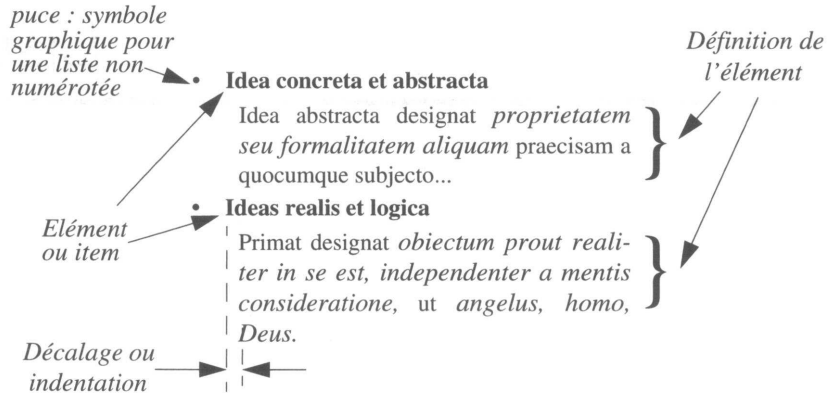 puce : symbole
graphique pour
une liste non
numérotée
Définition de
l'élément
• Idea concreta et abstracta
Idea abstracta designat proprietatem
seu formalitatem aliquam praecisam a
quocumque subjecto...
• Ideas realis et logica
Elément
ou item
Primat designat obiectum prout reali-
ter in se est, independenter a mentis
consideratione, ut angelus, homo,
Deus.
Décalage ou
indentation